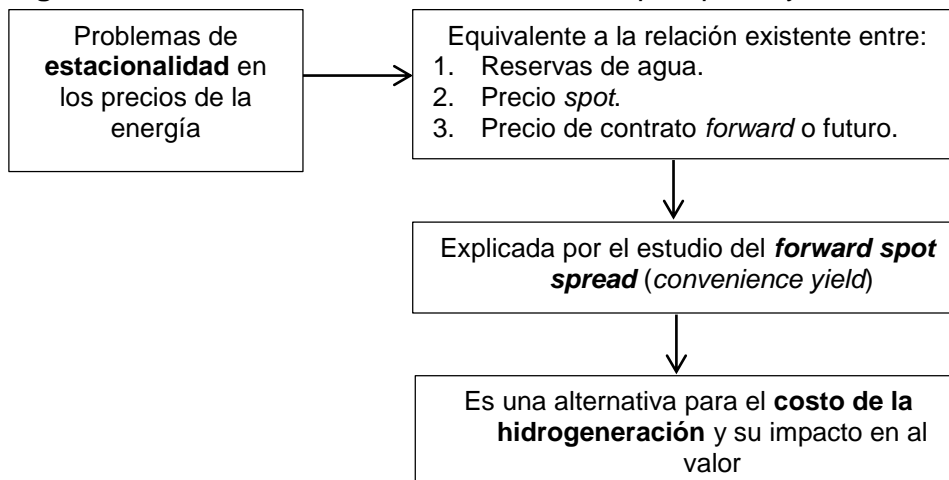 Problemas de
estacionalidad en
los precios de la
energía
Equivalente a la relación existente entre:
1. Reservas de agua.
2. Precio spot.
3. Precio de contrato forward o futuro.
Explicada por el estudio del forward spot
spread (convenience yield)
Es una alternativa para el costo de la
hidrogeneración y su impacto en al
valor